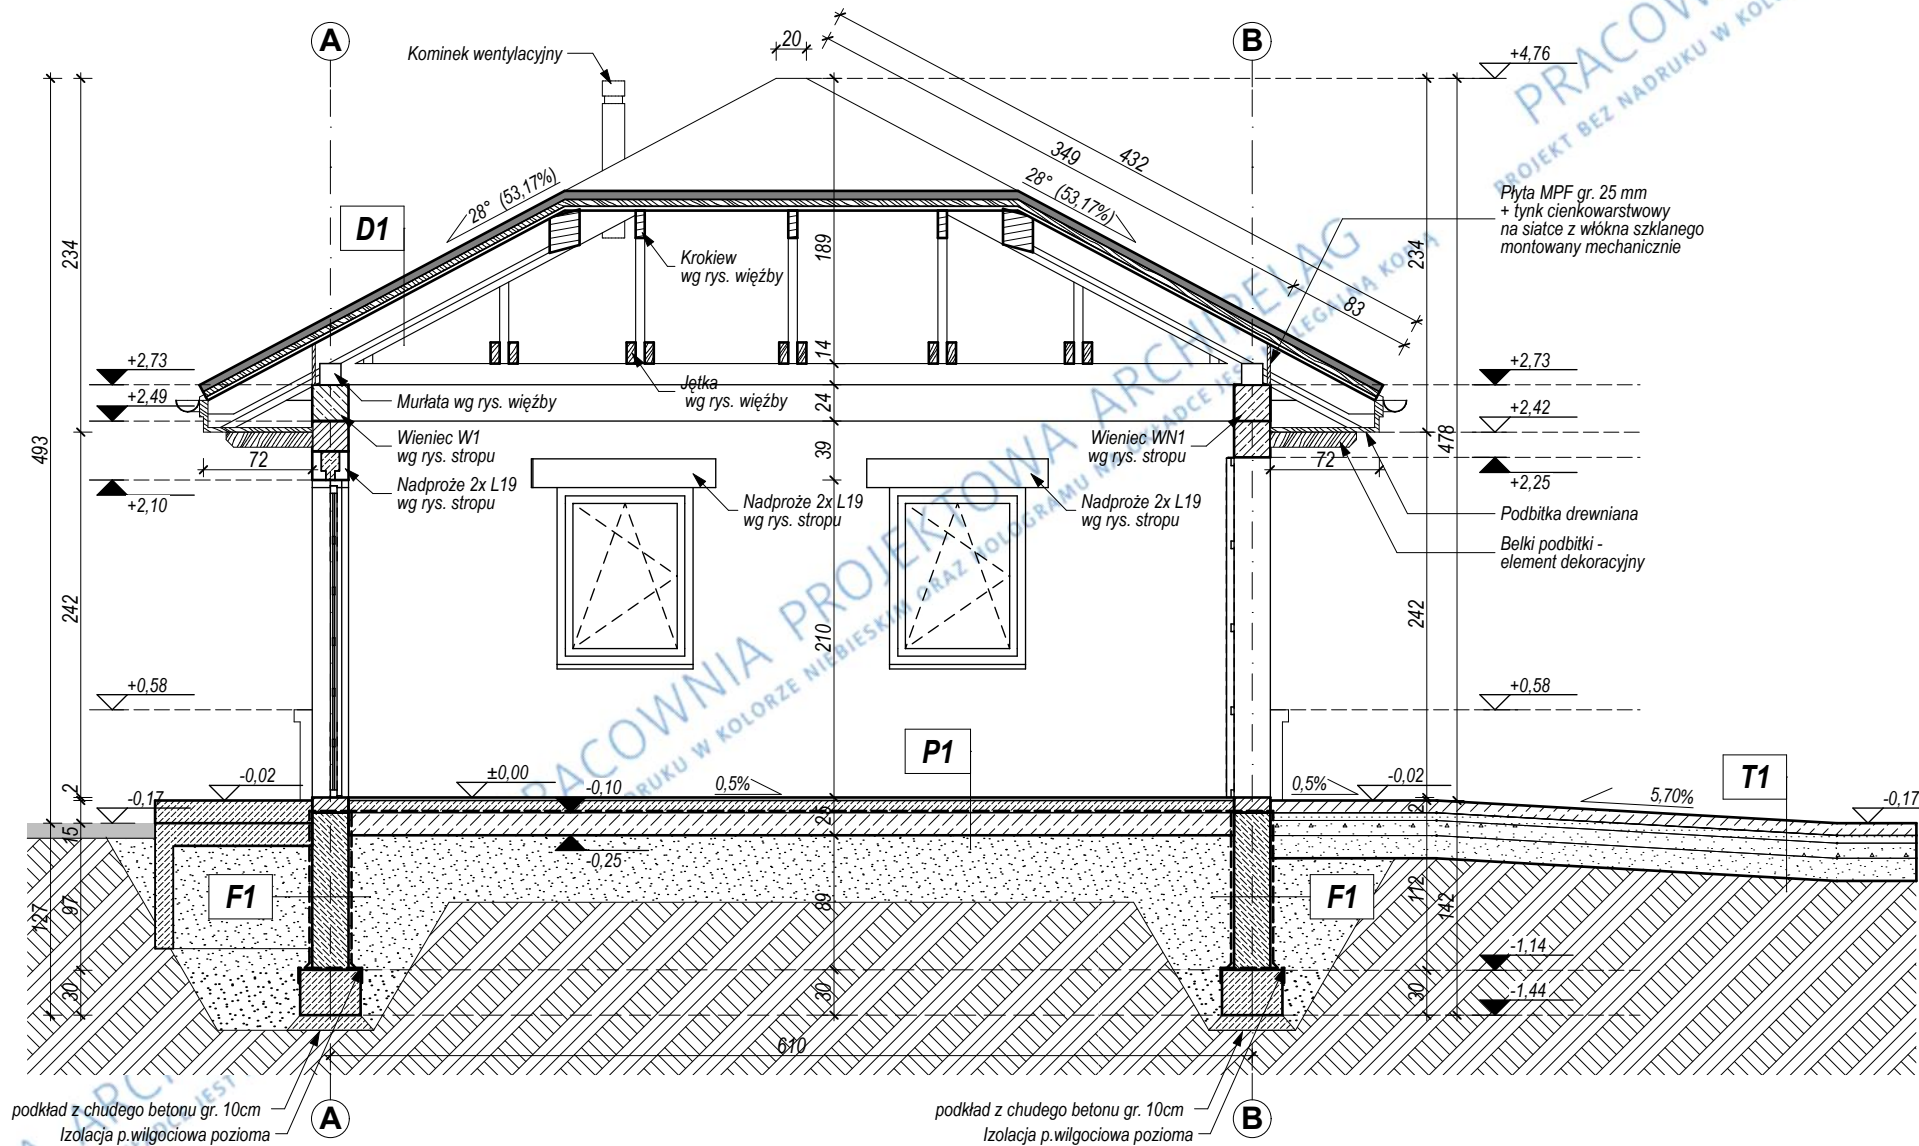 A
B
Kominek wentylacyjny
20
+4,76
PRACOW
PROJEKT BEZ NADRUKU W KOLO
432
349
28° (53,17%)
28° (53,17%)
D1
234
493
189
Krokiew
wg rys. więźby
83
234
Płyta MPF gr. 25 mm
+ tynk cienkowarstwowy
na siatce z włókna szklanego
montowany mechanicznie
+2,73
+2,49
14
24
39
Jętka
wg rys. więźby
Murłata wg rys. więźby
+2,73
+2,42
478
Wieniec W1
wg rys. stropu
Wieniec WN1
wg rys. stropu
72
72
+2,10
+2,25
Nadproże 2x L19
wg rys. stropu
Nadproże 2x L19
wg rys. stropu
Nadproże 2x L19
wg rys. stropu
Podbitka drewniana
Belki podbitki -
element dekoracyjny
242
210
242
PRACOWNIA PROJEKTOWA ARCHIPELAG
+0,58
+0,58
P1
T1
2
-0,02
-0,17
±0,00
-0,10
0,5%
25
-0,25
0,5%
-0,02
2
5,70%
-0,17
15
F1
F1
127
97
89
112
142
-1,14
-1,44
30
30
30
610
podkład z chudego betonu gr. 10cm
Izolacja p.wilgociowa pozioma
A
podkład z chudego betonu gr. 10cm
Izolacja p.wilgociowa pozioma
B